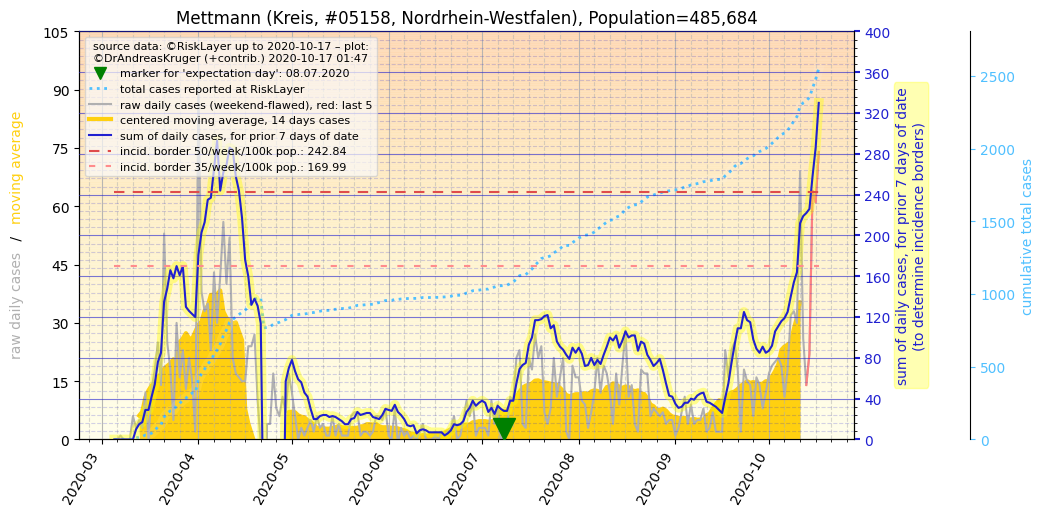 Mettmann (Kreis, #05158, Nordrhein-Westfalen), Population=485,684
source data: ©RiskLayer up to 2020-10-17 – plot:
©DrAndreasKruger (+contrib.) 2020-10-17 01:47
marker for 'expectation day': 08.07.2020
total cases reported at RiskLayer
raw daily cases (weekend-flawed), red: last 5
centered moving average, 14 days cases
sum of daily cases, for prior 7 days of date
incid. border 50/week/100k pop.: 242.84
incid. border 35/week/100k pop.: 169.99
raw daily cases / moving average
105
90
75
60
45
30
15
0
2020-03
2020-04
2020-05
2020-06
2020-07
2020-08
2020-09
2020-10
400
360
320
280
240
200
160
120
80
40
0
sum of daily cases, for prior 7 days of date
(to determine incidence borders)
2500
2000
1500
1000
500
0
cumulative total cases